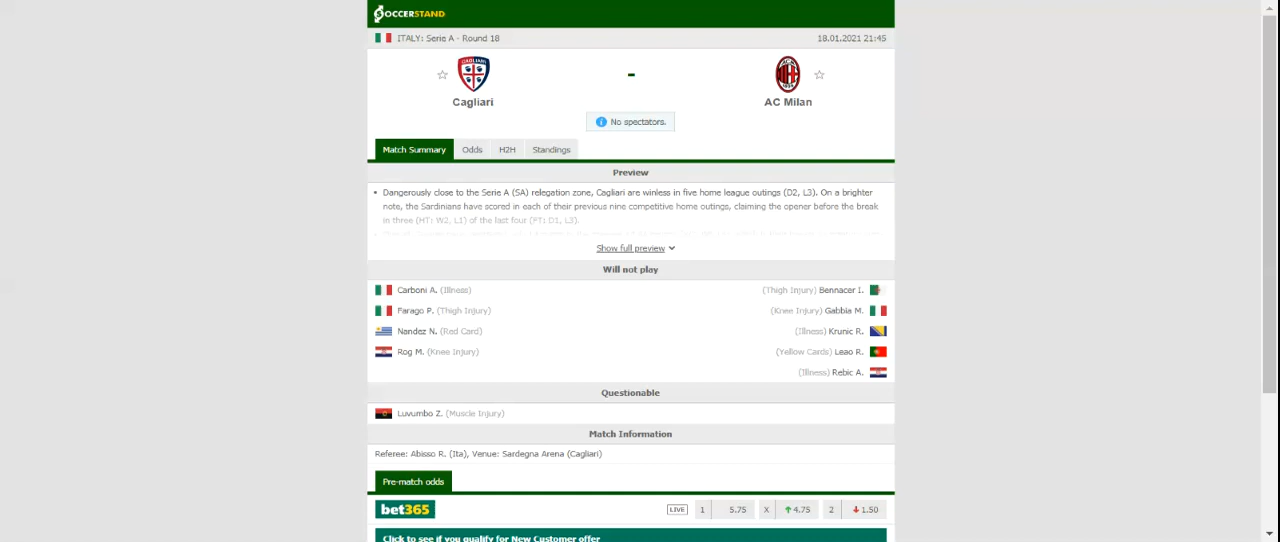 SOCCERSTAND
ITALY: Serie A - Round 18 18.01.2021 21:45
CAGLIARI
-
Cagliari AC Milan
No spectators.
Match Summary Odds H2H Standings
Preview
• Dangerously close to the Serie A (SA) relegation zone, Cagliari are winless in five home league outings (D2, L3). On a brighter
note, the Sardinians have scored in each of their previous nine competitive home outings, claiming the opener before the break
in three (HT: W2, L1) of the last four (FT: D1, L3).
Show full preview
Will not play
Carboni A. (Illness) (Thigh Injury) Bennacer I.
Farago P. (Thigh Injury) (Knee Injury) Gabbia M.
Nandez N. (Red Card) (Illness) Krunic R.
Rog M. (Knee Injury) (Yellow Cards) Leao R.
(Illness) Rebic A.
Questionable
Luvumbo Z. (Muscle Injury)
Match Information
Referee: Abisso R. (Ita), Venue: Sardegna Arena (Cagliari)
Pre-match odds
bet365 LIVE 1 5.75 X 4.75 2 1.50
Click to see if you qualify for New Customer offer